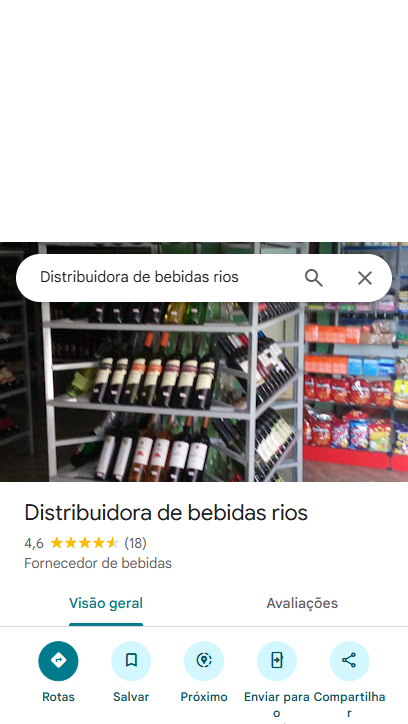 Distribuidora de bebidas rios
Distribuidora de bebidas rios
4,6 (18)
Fornecedor de bebidas
Visão geral Avaliações
Rotas Salvar Próximo Enviar para o Compartilhar